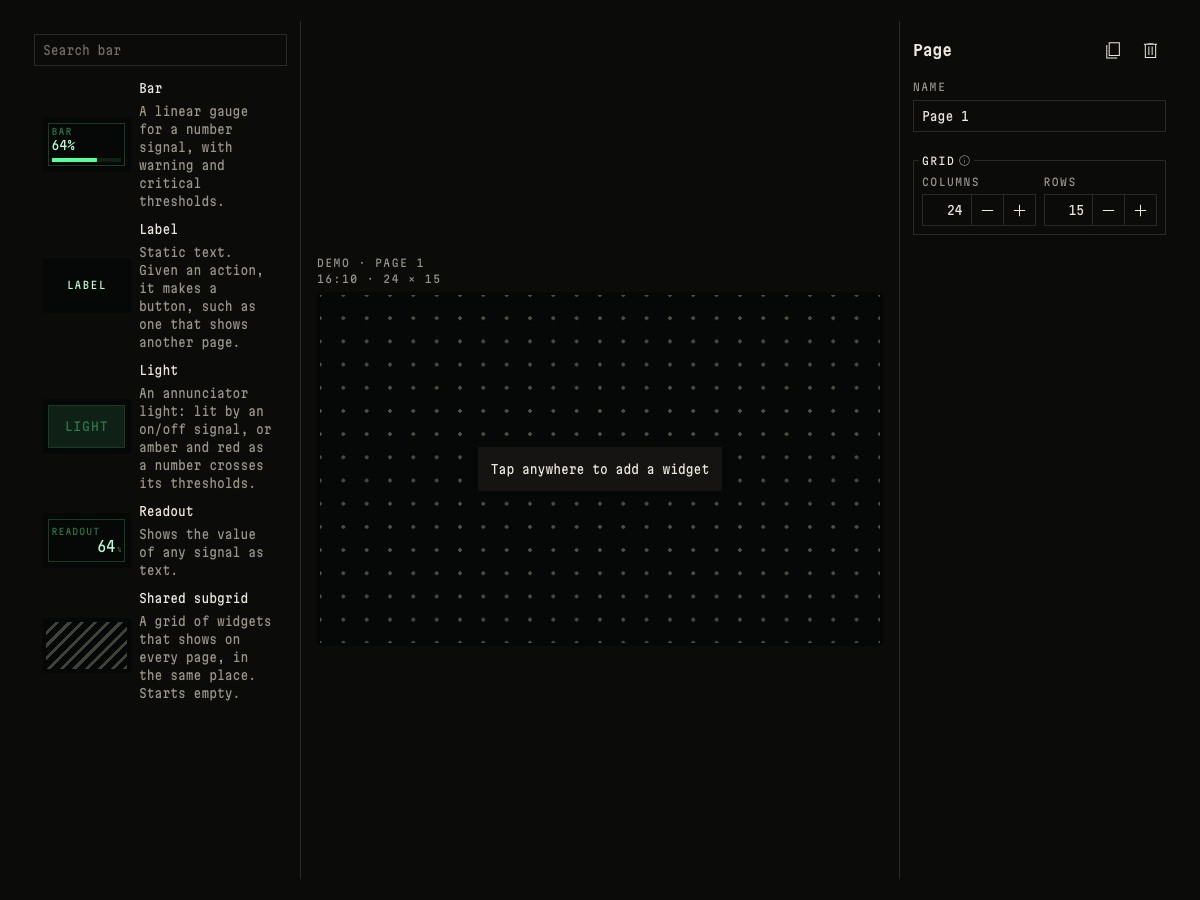 Search bar
Bar
A linear gauge
for a number
signal, with
warning and
critical
thresholds.
BAR
64%
Label
Static text.
Given an action,
it makes a
button, such as
one that shows
another page.
LABEL
Light
An annunciator
light: lit by an
on/off signal, or
amber and red as
a number crosses
its thresholds.
LIGHT
Readout
Shows the value
of any signal as
text.
READOUT
64%
Shared subgrid
A grid of widgets
that shows on
every page, in
the same place.
Starts empty.
DEMO · PAGE 1
16:10 · 24 × 15
Tap anywhere to add a widget
Page
NAME
Page 1
GRID
COLUMNS ROWS
24 − + 15 − +